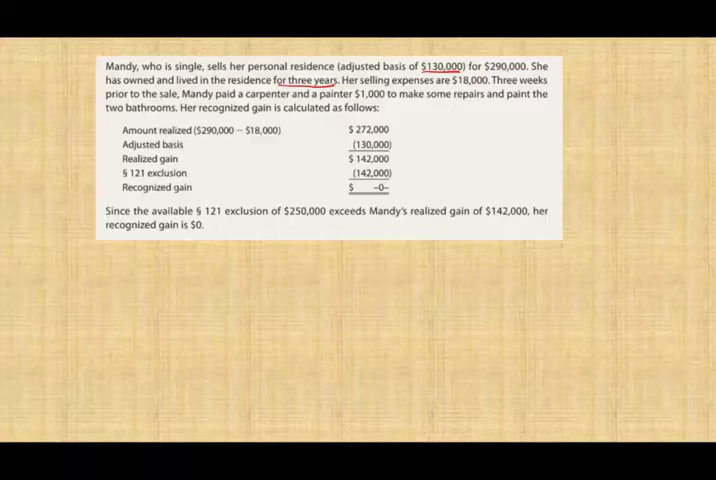 Mandy, who is single, sells her personal residence (adjusted basis of $130,000) for $290,000. She
has owned and lived in the residence for three years. Her selling expenses are $18,000. Three weeks
prior to the sale, Mandy paid a carpenter and a painter $1,000 to make some repairs and paint the
two bathrooms. Her recognized gain is calculated as follows:
Amount realized ($290,000 − $18,000) $ 272,000
Adjusted basis (130,000)
Realized gain $ 142,000
§ 121 exclusion (142,000)
Recognized gain $ –0–
Since the available § 121 exclusion of $250,000 exceeds Mandy's realized gain of $142,000, her
recognized gain is $0.